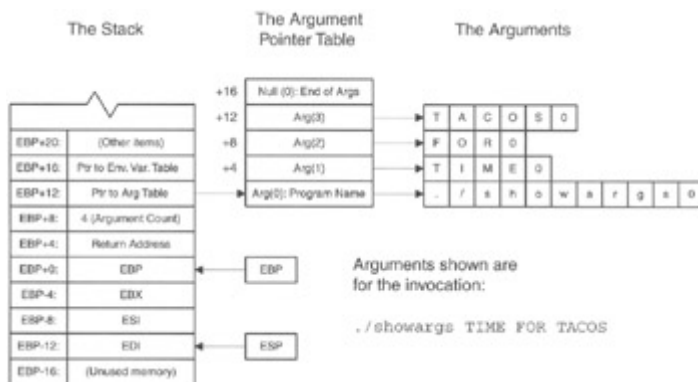 The Stack
The Argument
Pointer Table
The Arguments
+16 Null (0): End of Args
+12 Arg(3) T A C O S 0
+8 Arg(2) F O R 0
+4 Arg(1) T I M E 0
Arg(0): Program Name . / s h o w a r g s 0
EBP+20: (Other items)
EBP+16: Ptr to Env. Var. Table
EBP+12: Ptr to Arg Table
EBP+8: 4 (Argument Count)
EBP+4: Return Address
EBP+0: EBP
EBP
EBP-4: EBX
EBP-8: ESI
EBP-12: EDI
ESP
EBP-16: (Unused memory)
Arguments shown are
for the invocation:
./showargs TIME FOR TACOS